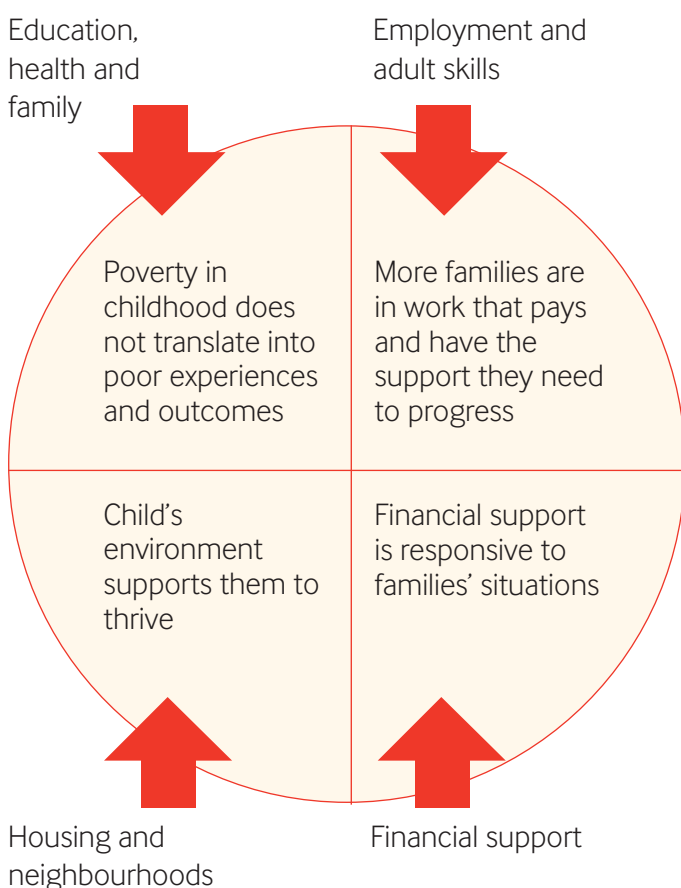 Education,
health and
family
Employment and
adult skills
Poverty in
childhood does
not translate into
poor experiences
and outcomes
More families are
in work that pays
and have the
support they need
to progress
Child’s
environment
supports them to
thrive
Financial support
is responsive to
families’ situations
Housing and
neighbourhoods
Financial support